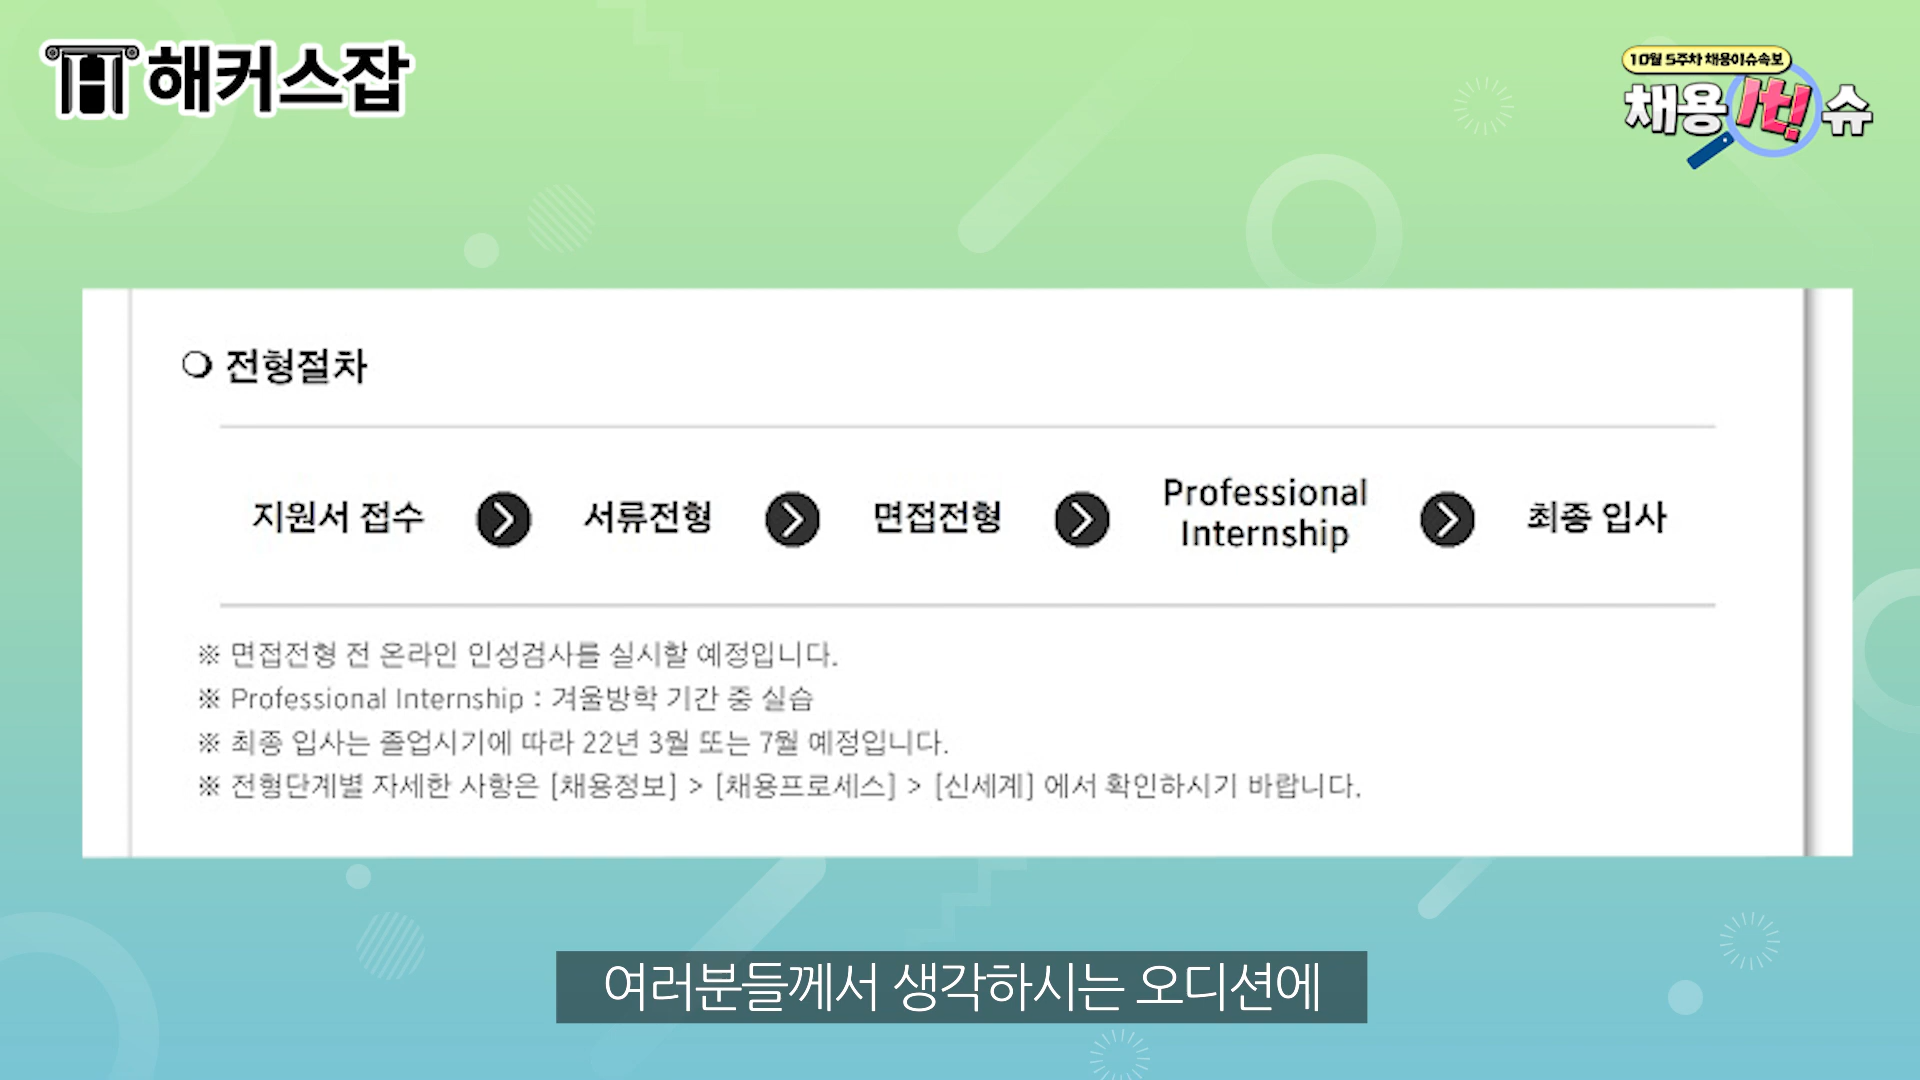 해커스잡
10월 5주차 채용이슈속보
채용 잇! 슈
전형절차
지원서 접수
서류전형
면접전형
Professional
Internship
최종 입사
※ 면접전형 전 온라인 인성검사를 실시할 예정입니다.
※ Professional Internship : 겨울방학 기간 중 실습
※ 최종 입사는 졸업시기에 따라 22년 3월 또는 7월 예정입니다.
※ 전형단계별 자세한 사항은 [채용정보] > [채용프로세스] > [신세계] 에서 확인하시기 바랍니다.
여러분들께서 생각하시는 오디션에